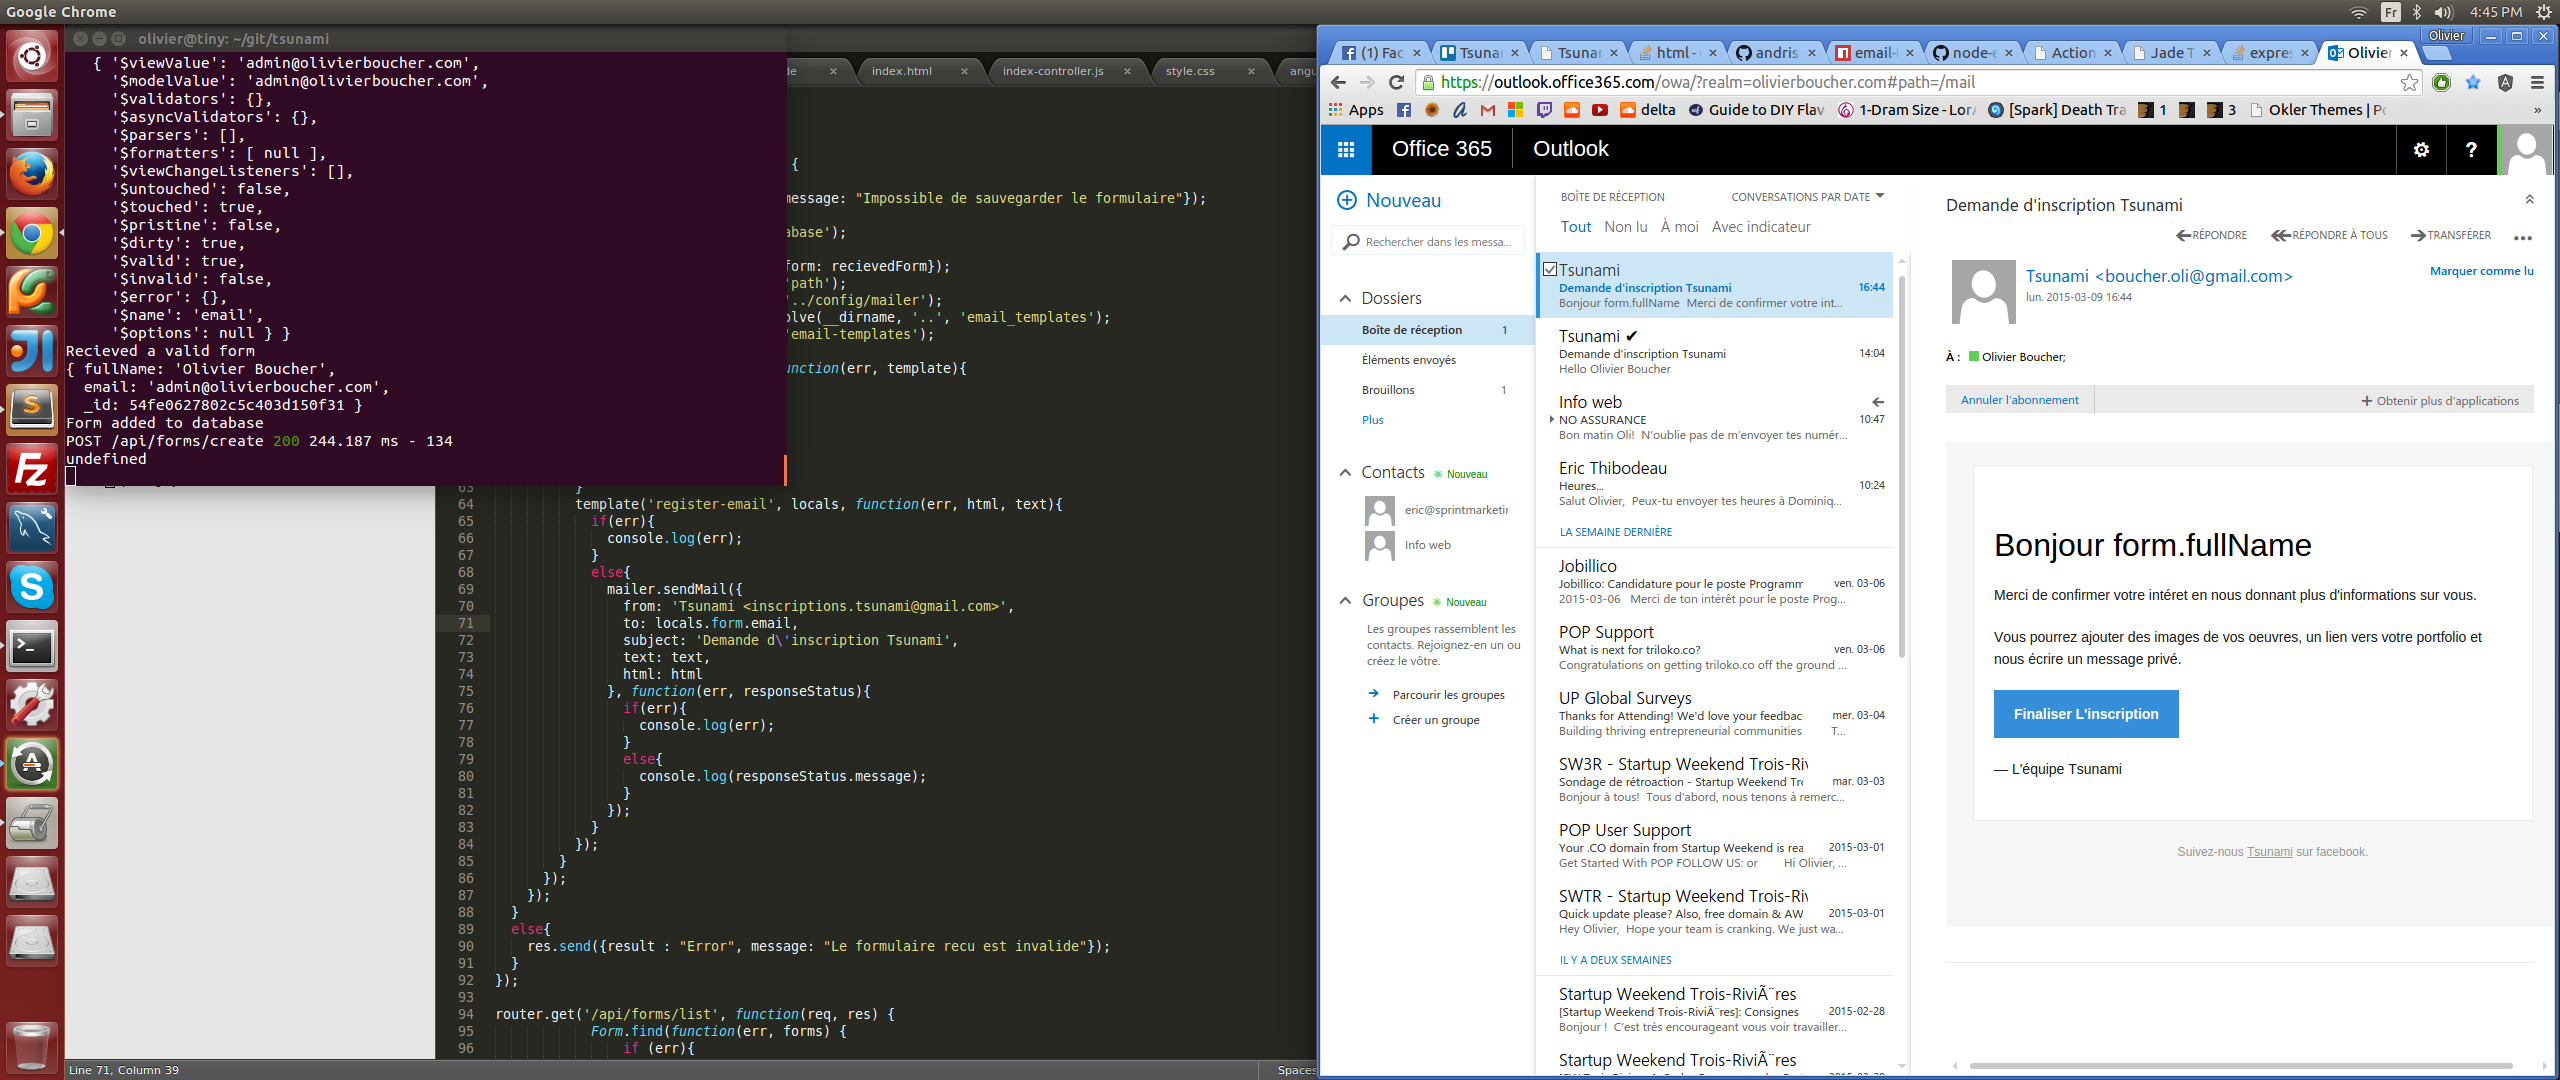 Google Chrome
Fr
4:45 PM
olivier@tiny: ~/git/tsunami
{ '$viewValue': 'admin@olivierboucher.com',
'$modelValue': 'admin@olivierboucher.com',
'$validators': {},
'$asyncValidators': {},
'$parsers': [],
'$formatters': [ null ],
'$viewChangeListeners': [],
'$untouched': false,
'$touched': true,
'$pristine': false,
'$dirty': true,
'$valid': true,
'$invalid': false,
'$error': {},
'$name': 'email',
'$options': null } }
Recieved a valid form
{ fullName: 'Olivier Boucher',
email: 'admin@olivierboucher.com',
_id: 54fe0627802c5c403d150f31 }
Form added to database
POST /api/forms/create 200 244.187 ms - 134
undefined
index.html
index-controller.js
style.css
angu
{
message: "Impossible de sauvegarder le formulaire"});
abase');
form: recievedForm});
'path');
'../config/mailer');
olve(__dirname, '..', 'email_templates');
'email-templates');
nction(err, template){
63 }
64 template('register-email', locals, function(err, html, text){
65 if(err){
66 console.log(err);
67 }
68 else{
69 mailer.sendMail({
70 from: 'Tsunami <inscriptions.tsunami@gmail.com>',
71 to: locals.form.email,
72 subject: 'Demande d\'inscription Tsunami',
73 text: text,
74 html: html
75 }, function(err, responseStatus){
76 if(err){
77 console.log(err);
78 }
79 else{
80 console.log(responseStatus.message);
81 }
82 });
83 }
84 });
85 }
86 });
87 });
88 }
89 else{
90 res.send({result : "Error", message: "Le formulaire recu est invalide"});
91 }
92 });
93
94 router.get('/api/forms/list', function(req, res) {
95 Form.find(function(err, forms) {
96 if (err){
Line 71, Column 39
Spaces
(1) Fac
Tsuna
Tsunar
html -
andris
email-
node-e
Action
Jade T
expres
Olivier
Olivier
https://outlook.office365.com/owa/?realm=olivierboucher.com#path=/mail
Apps
delta
Guide to DIY Flav
1-Dram Size - Lor
[Spark] Death Tra
1
3
Okler Themes | Po
»
Office 365
Outlook
?
Nouveau
Rechercher dans les messa...
Dossiers
Boîte de réception 1
Éléments envoyés
Brouillons 1
Plus
Contacts Nouveau
eric@sprintmarketin
Info web
Groupes Nouveau
Les groupes rassemblent les
contacts. Rejoignez-en un ou
créez le vôtre.
Parcourir les groupes
Créer un groupe
BOÎTE DE RÉCEPTION
CONVERSATIONS PAR DATE
Tout Non lu À moi Avec indicateur
Tsunami
Demande d'inscription Tsunami 16:44
Bonjour form.fullName Merci de confirmer votre int...
Tsunami ✔
Demande d'inscription Tsunami 14:04
Hello Olivier Boucher
Info web
NO ASSURANCE 10:47
Bon matin Oli! N'oublie pas de m'envoyer tes numér...
Eric Thibodeau
Heures... 10:24
Salut Olivier, Peux-tu envoyer tes heures à Dominiq...
LA SEMAINE DERNIÈRE
Jobillico
Jobillico: Candidature pour le poste Programm ven. 03-06
2015-03-06 Merci de ton intérêt pour le poste Prog...
POP Support
What is next for triloko.co? ven. 03-06
Congratulations on getting triloko.co off the ground ...
UP Global Surveys
Thanks for Attending! We'd love your feedbac mer. 03-04
Building thriving entrepreneurial communities T...
SW3R - Startup Weekend Trois-Riv
Sondage de rétroaction - Startup Weekend Tro mar. 03-03
Bonjour à tous! Tous d'abord, nous tenons à remerc...
POP User Support
Your .CO domain from Startup Weekend is rea 2015-03-01
Get Started With POP FOLLOW US: or Hi Olivier, ...
SWTR - Startup Weekend Trois-Riv
Quick update please? Also, free domain & AW 2015-03-01
Hey Olivier, Hope your team is cranking. We just wa...
IL Y A DEUX SEMAINES
Startup Weekend Trois-RiviÃ¨res
[Startup Weekend Trois-RiviÃ¨res]: Consignes 2015-02-28
Bonjour ! C'est très encourageant vous voir travailler...
Startup Weekend Trois-RiviÃ¨res
Demande d'inscription Tsunami
RÉPONDRE
RÉPONDRE À TOUS
TRANSFÉRER
Tsunami <boucher.oli@gmail.com>
Marquer comme lu
lun. 2015-03-09 16:44
À : Olivier Boucher;
Annuler l'abonnement
Obtenir plus d'applications
Bonjour form.fullName
Merci de confirmer votre intéret en nous donnant plus d'informations sur vous.
Vous pourrez ajouter des images de vos oeuvres, un lien vers votre portfolio et
nous écrire un message privé.
Finaliser L'inscription
— L'équipe Tsunami
Suivez-nous Tsunami sur facebook.